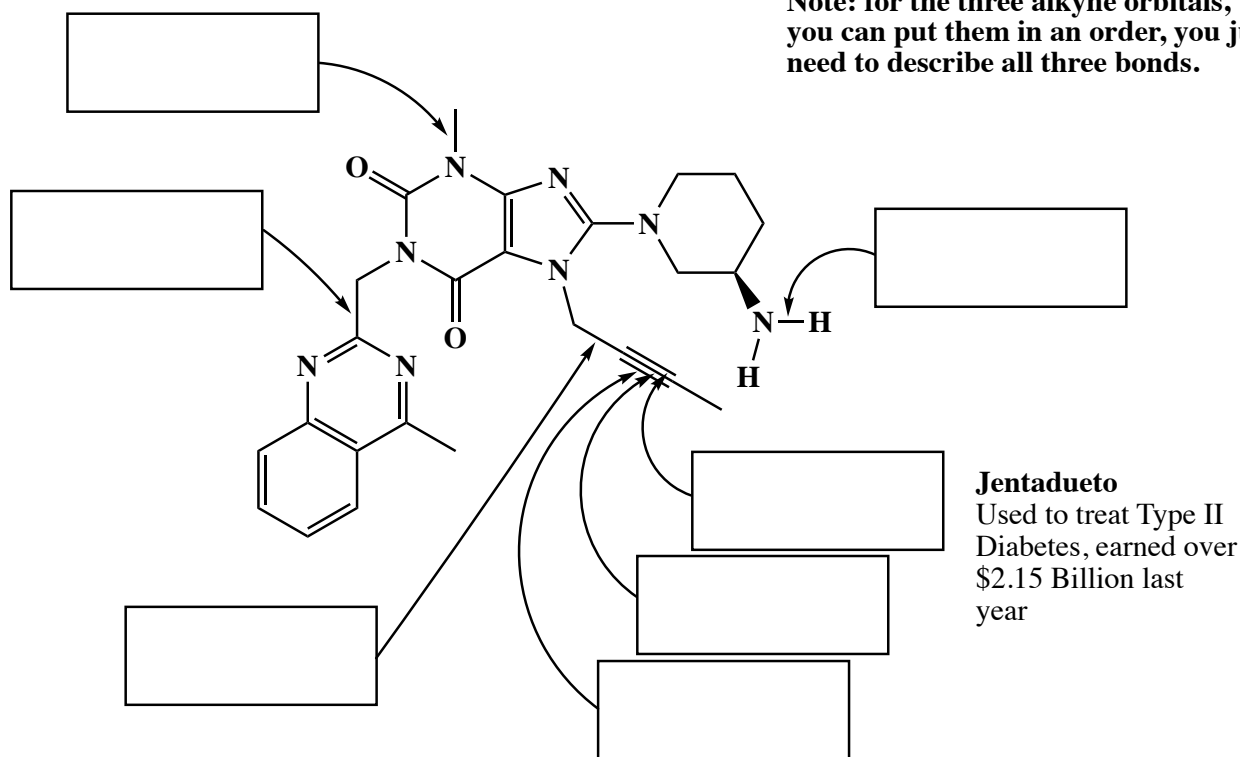 Note: for the three alkyne orbitals,
you can put them in an order, you
need to describe all three bonds.
O
N
N
N
N
N
N
H
H
O
N
N
Jentadueto
Used to treat Type II
Diabetes, earned over
$2.15 Billion last
year